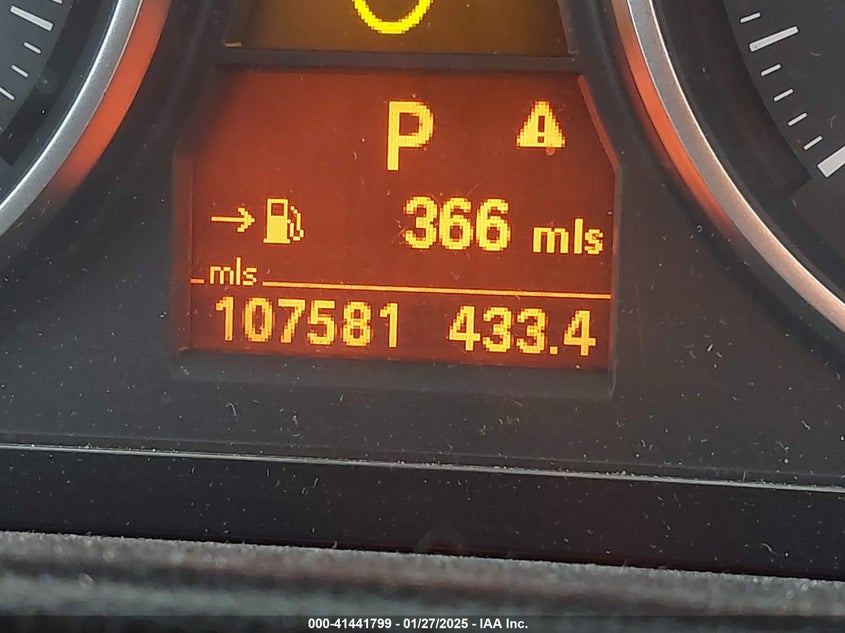 P
→ 366 mls
mls
107581 433.4
000-41441799 - 01/27/2025 - IAA Inc.